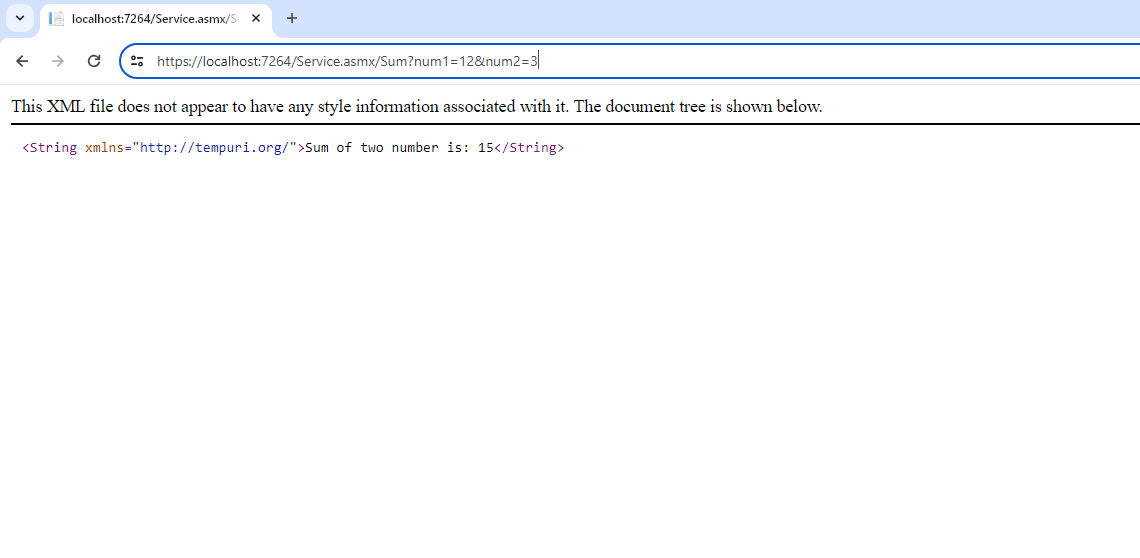 localhost:7264/Service.asmx/S
https://localhost:7264/Service.asmx/Sum?num1=12&num2=3
This XML file does not appear to have any style information associated with it. The document tree is shown below.
<String xmlns="http://tempuri.org/">Sum of two number is: 15</String>